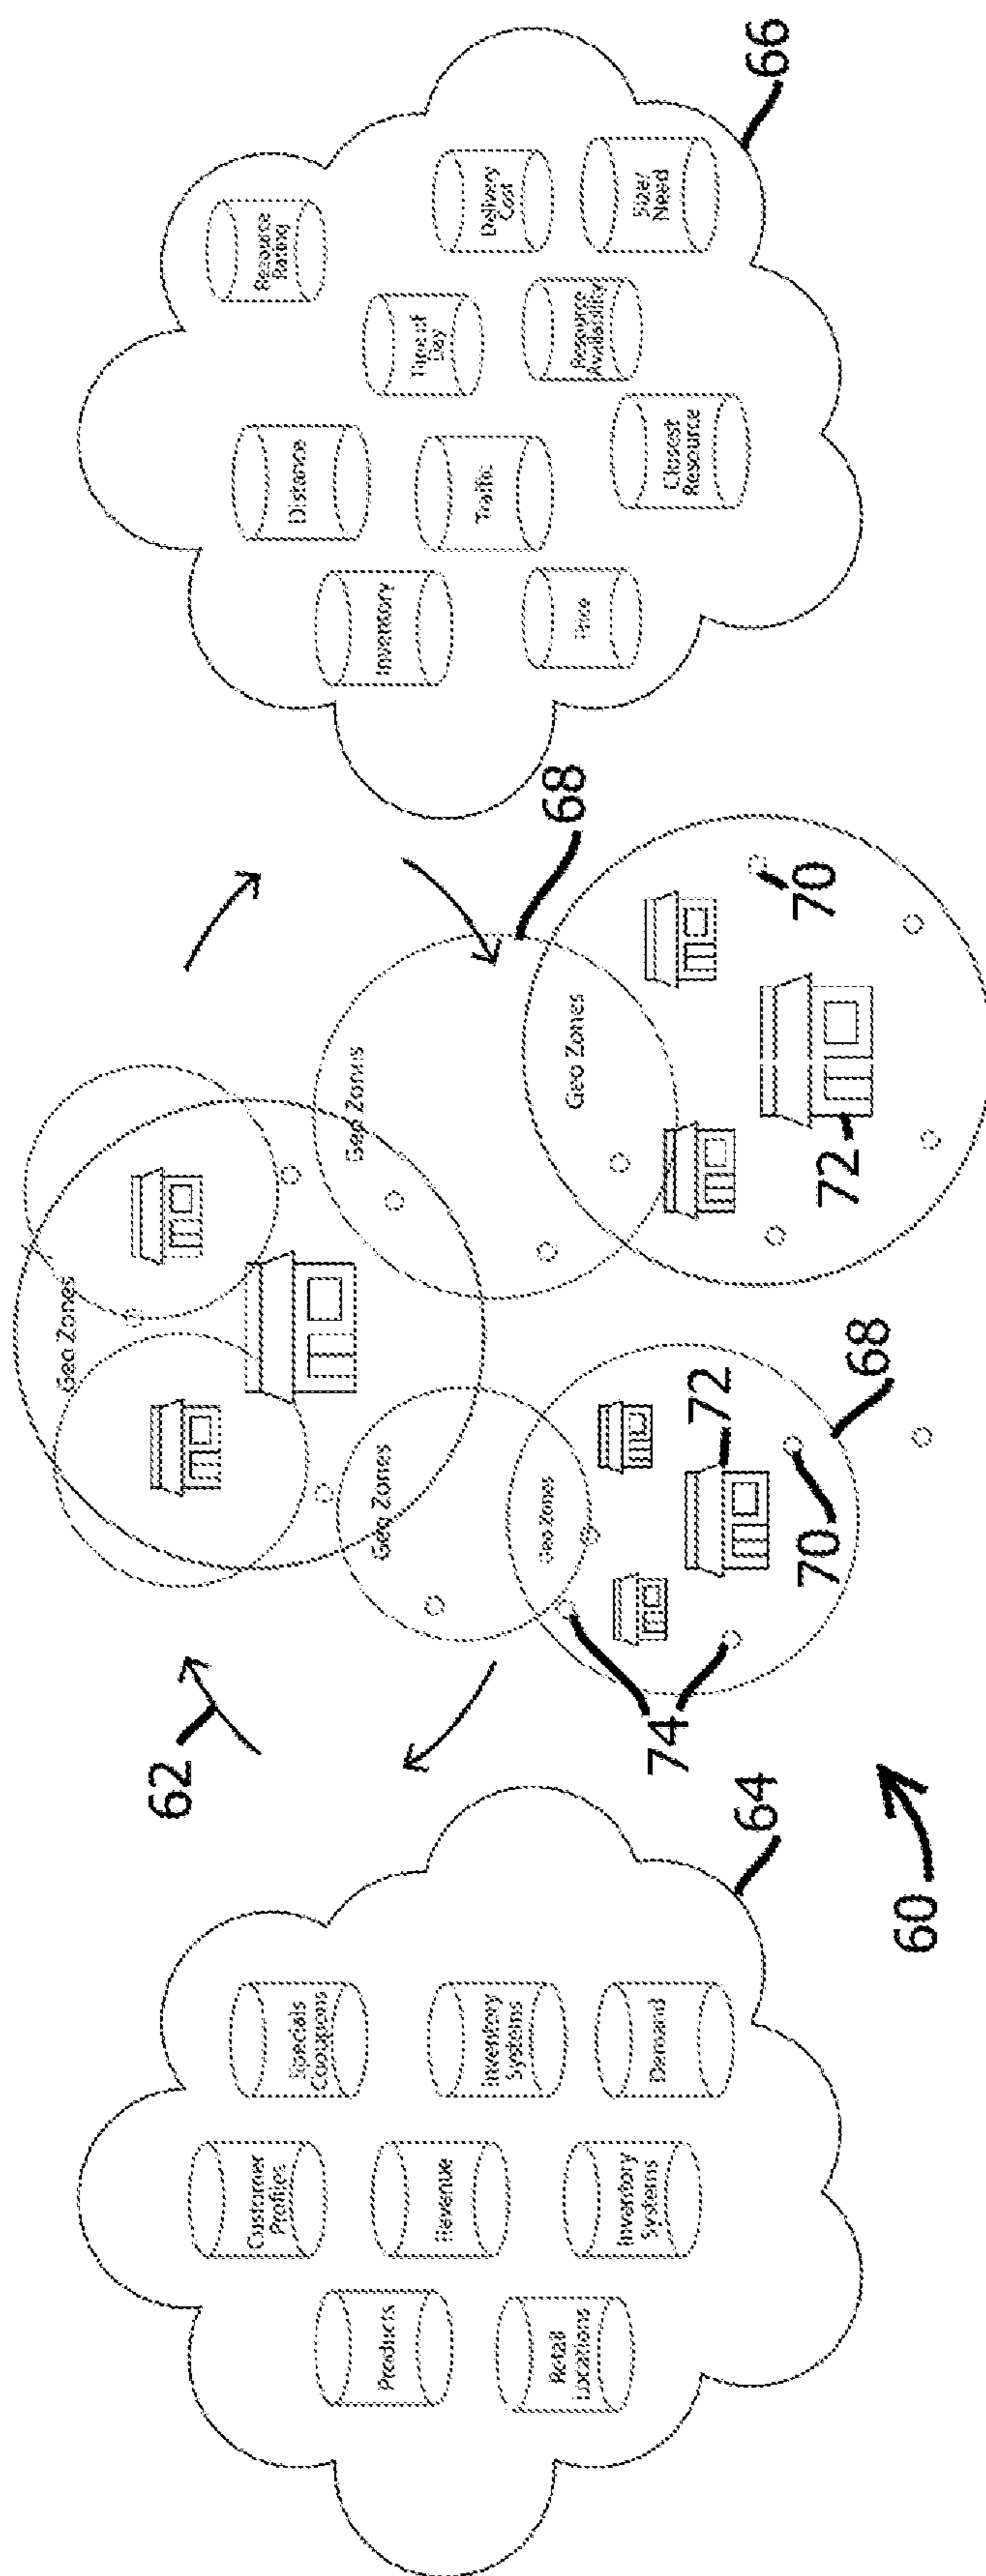 Products
Retail
Locations
Customer
Profiles
Revenue
Inventory
Systems
Specials
Coupons
Inventory
Systems
Demand
64
60
62
Geo Zones
Geo Zones
Geo Zones
Geo Zones
Geo Zones
74
72
70
68
72
70
68
Inventory
Price
Distance
Traffic
Closest
Resource
Time of
Day
Resource
Availability
Resource
Rating
Delivery
Cost
Size/
Need
66